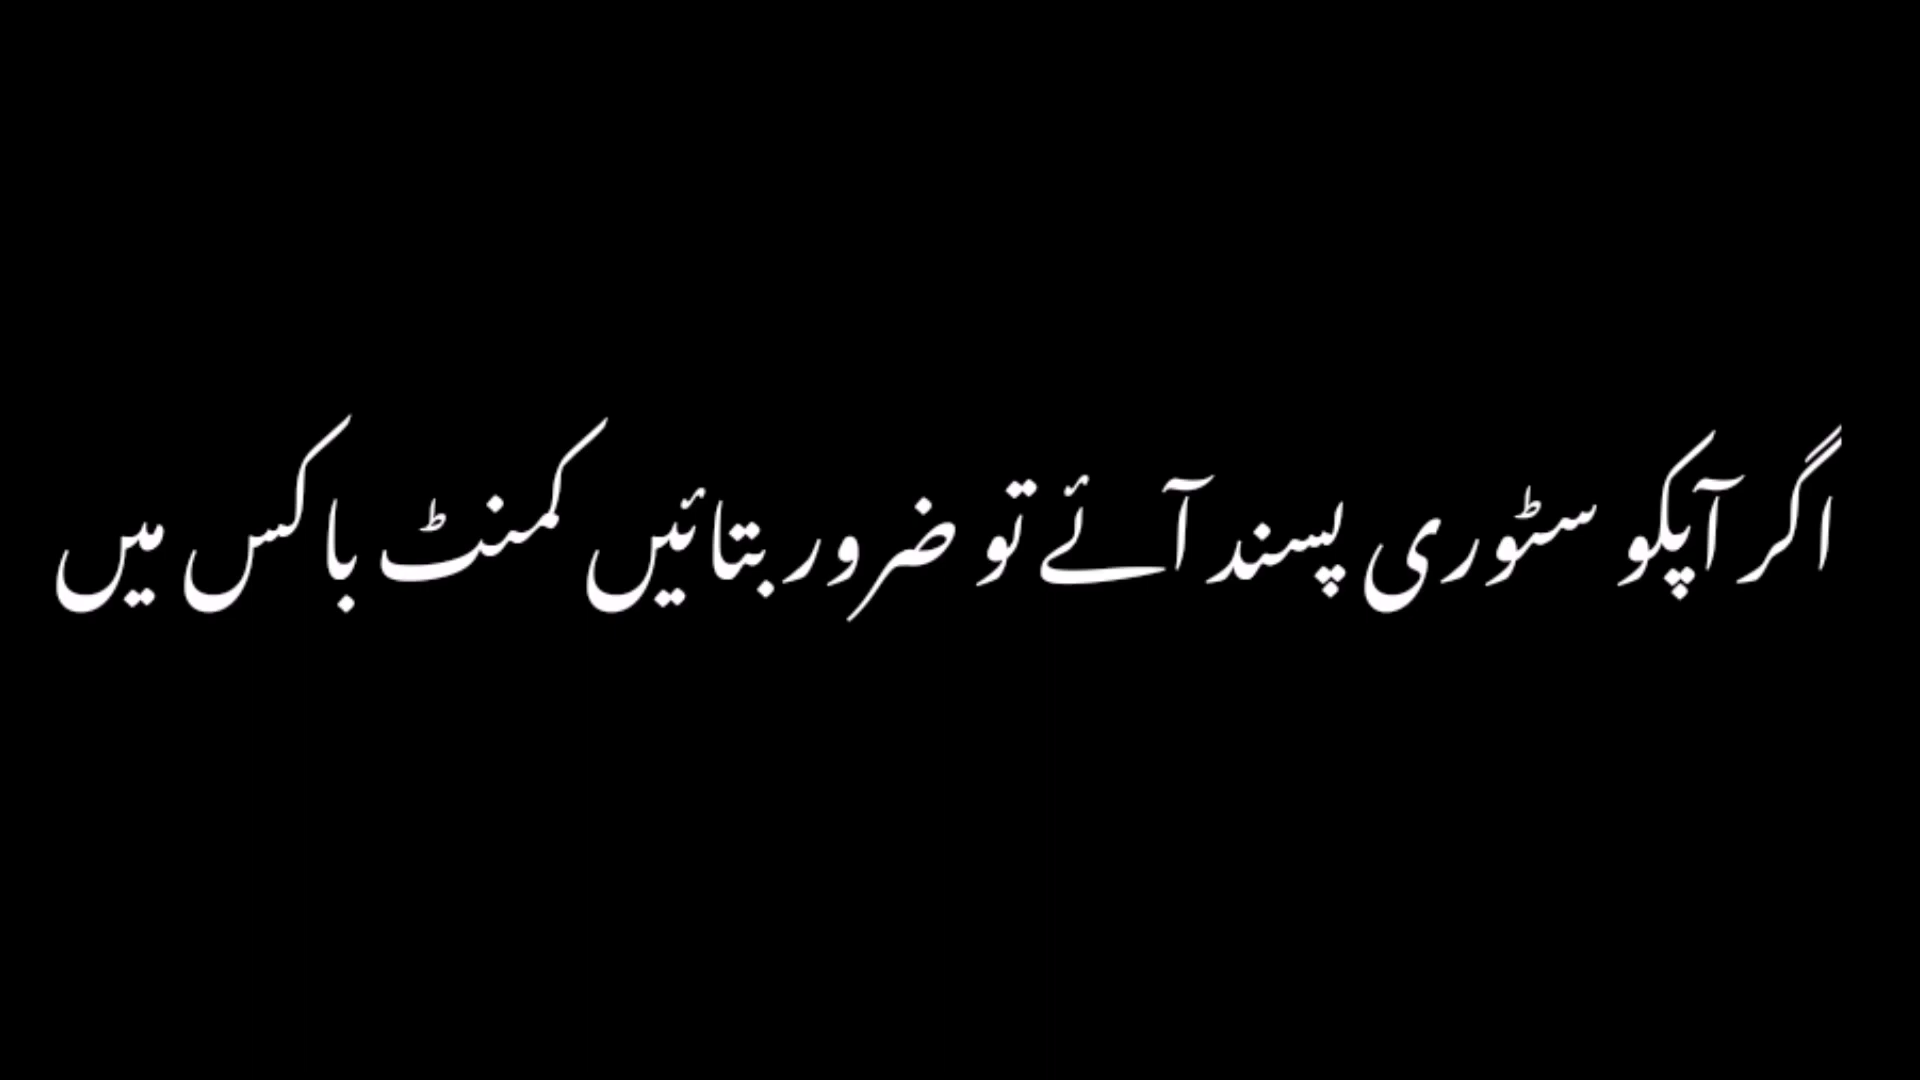 اگر آپکو سٹوری پسند آئے تو ضرور بتائیں کمنٹ باکس میں